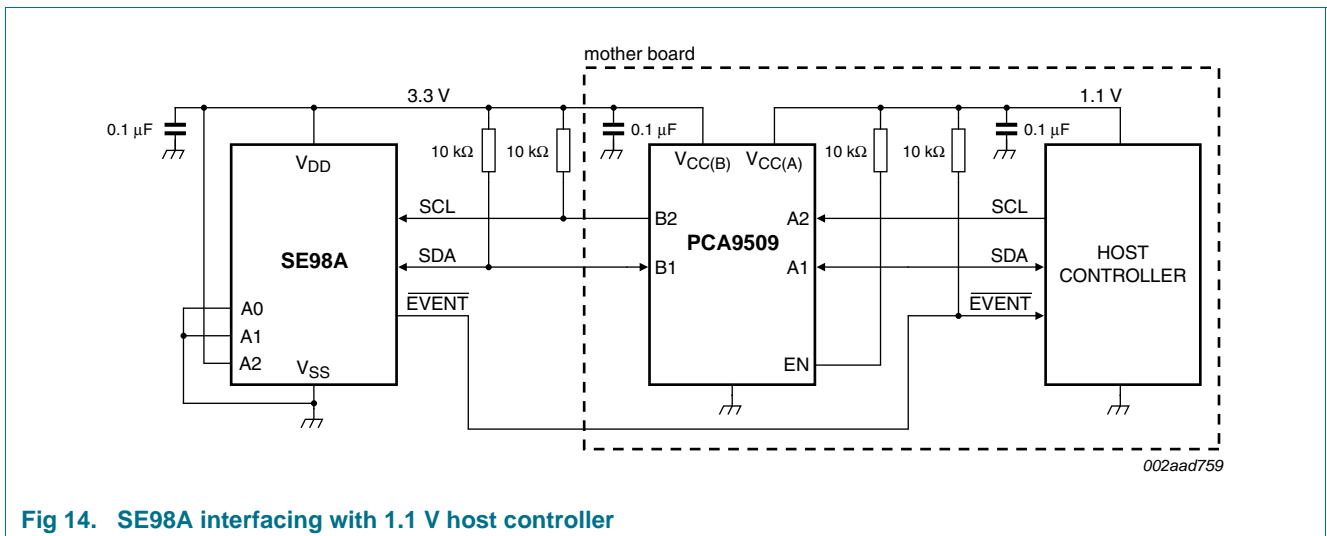 mother board
3.3 V
1.1 V
0.1 μF
10 kΩ
10 kΩ
0.1 μF
10 kΩ
10 kΩ
0.1 μF
VDD
VCC(B)
VCC(A)
SCL
B2
A2
SCL
SE98A
PCA9509
HOST
CONTROLLER
SDA
B1
A1
SDA
A0
EVENT
EVENT
A1
A2
VSS
EN
002aad759
Fig 14. SE98A interfacing with 1.1 V host controller